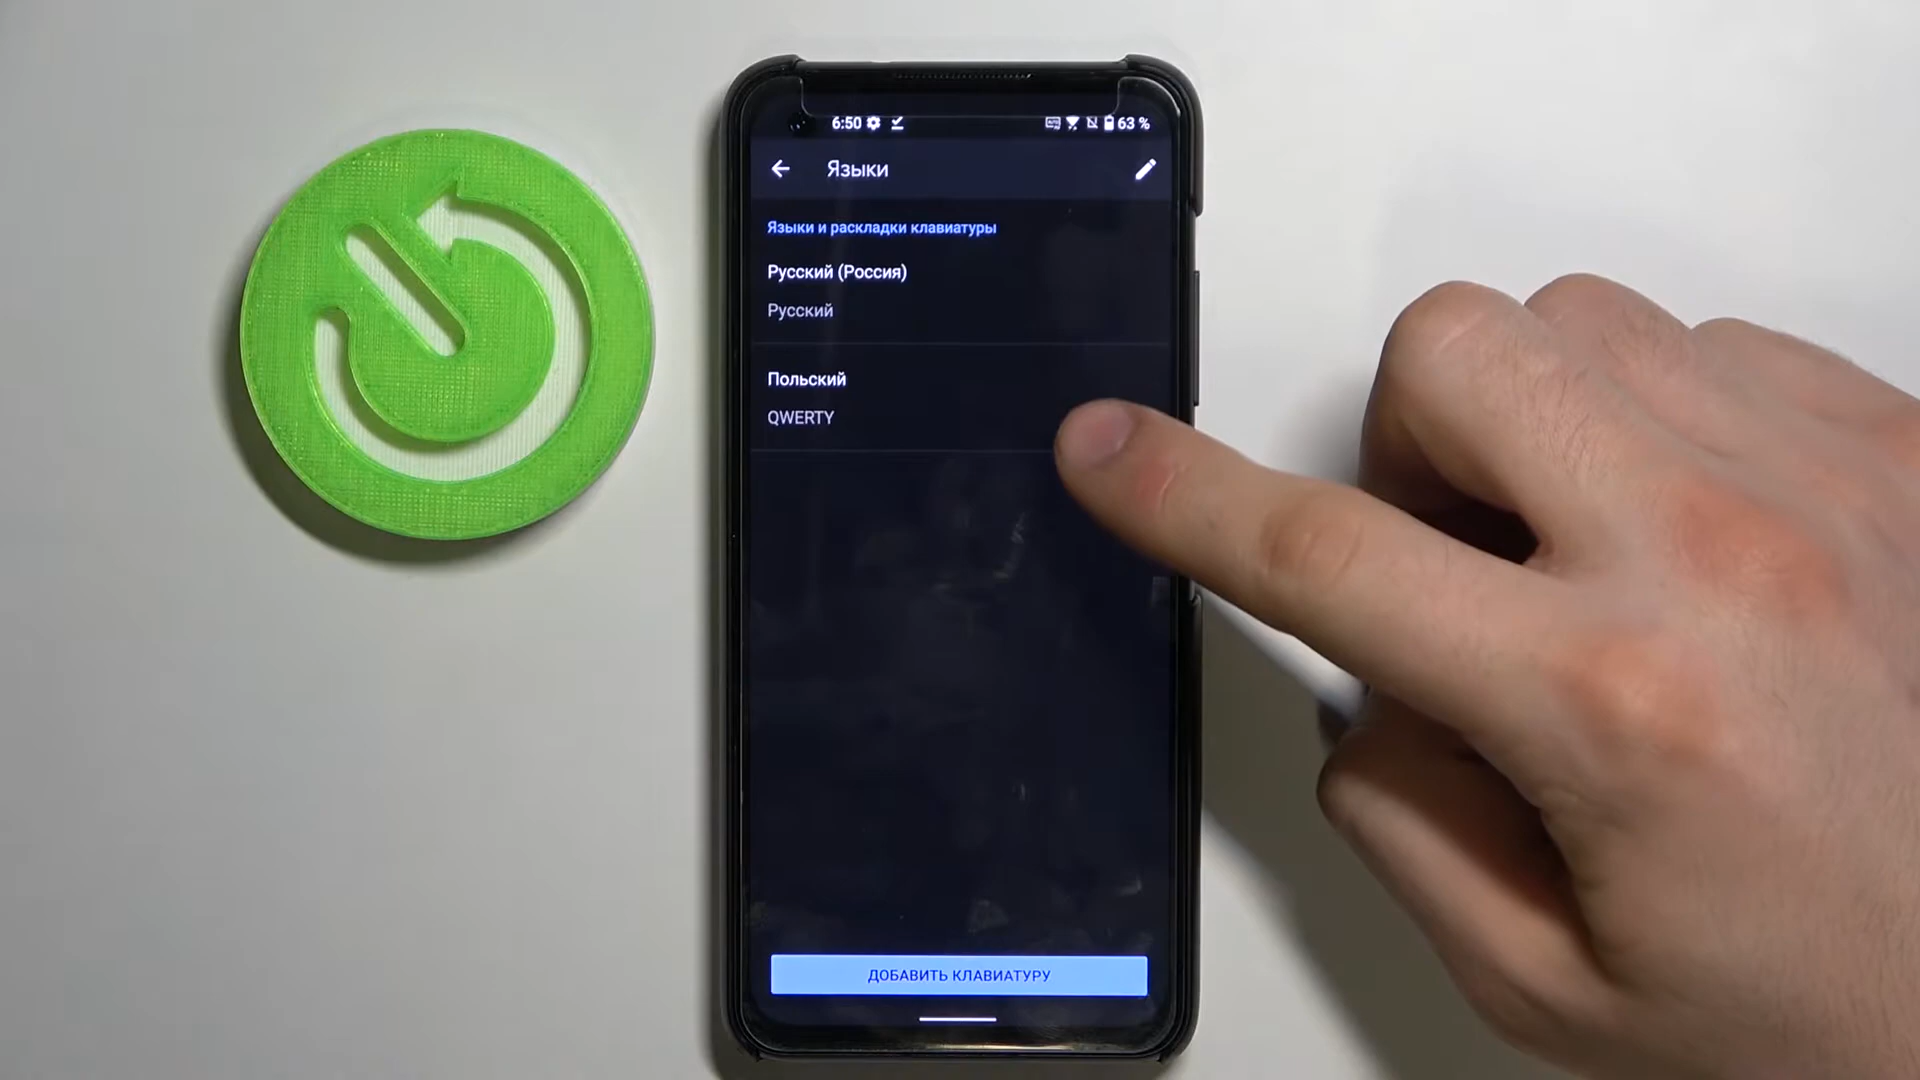 6:50 63 %
Языки
Языки и раскладки клавиатуры
Русский (Россия)
Русский
Польский
QWERTY
ДОБАВИТЬ КЛАВИАТУРУ